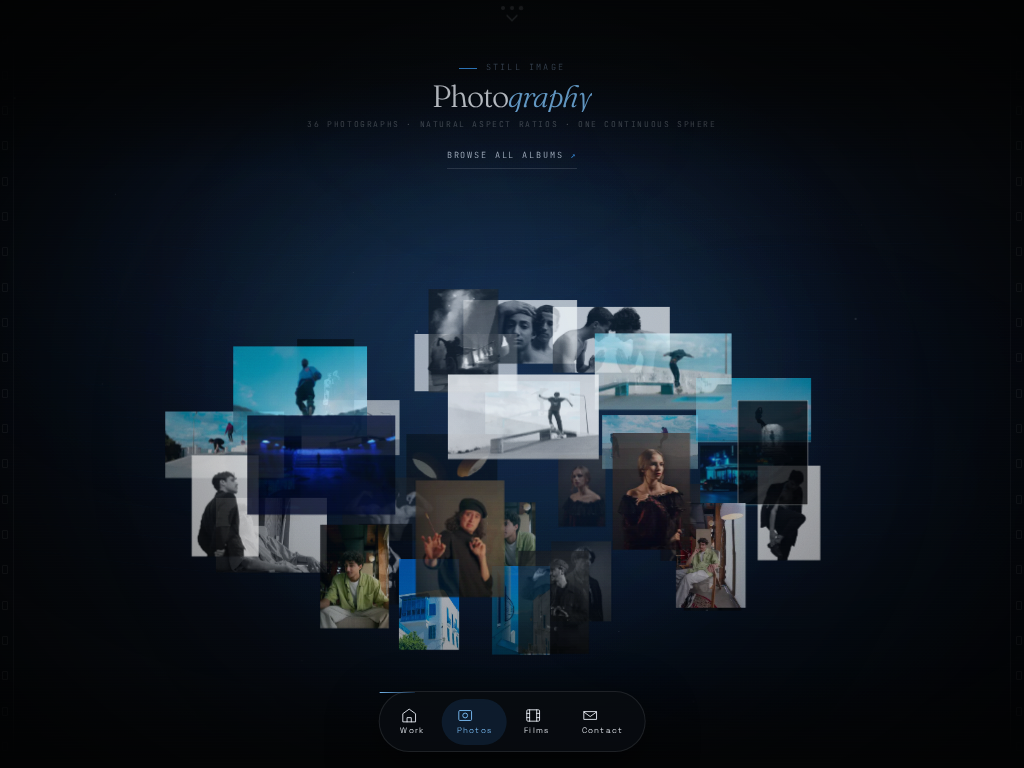 STILL IMAGE
Photography
36 PHOTOGRAPHS · NATURAL ASPECT RATIOS · ONE CONTINUOUS SPHERE
BROWSE ALL ALBUMS ↗
Work Photos Films Contact